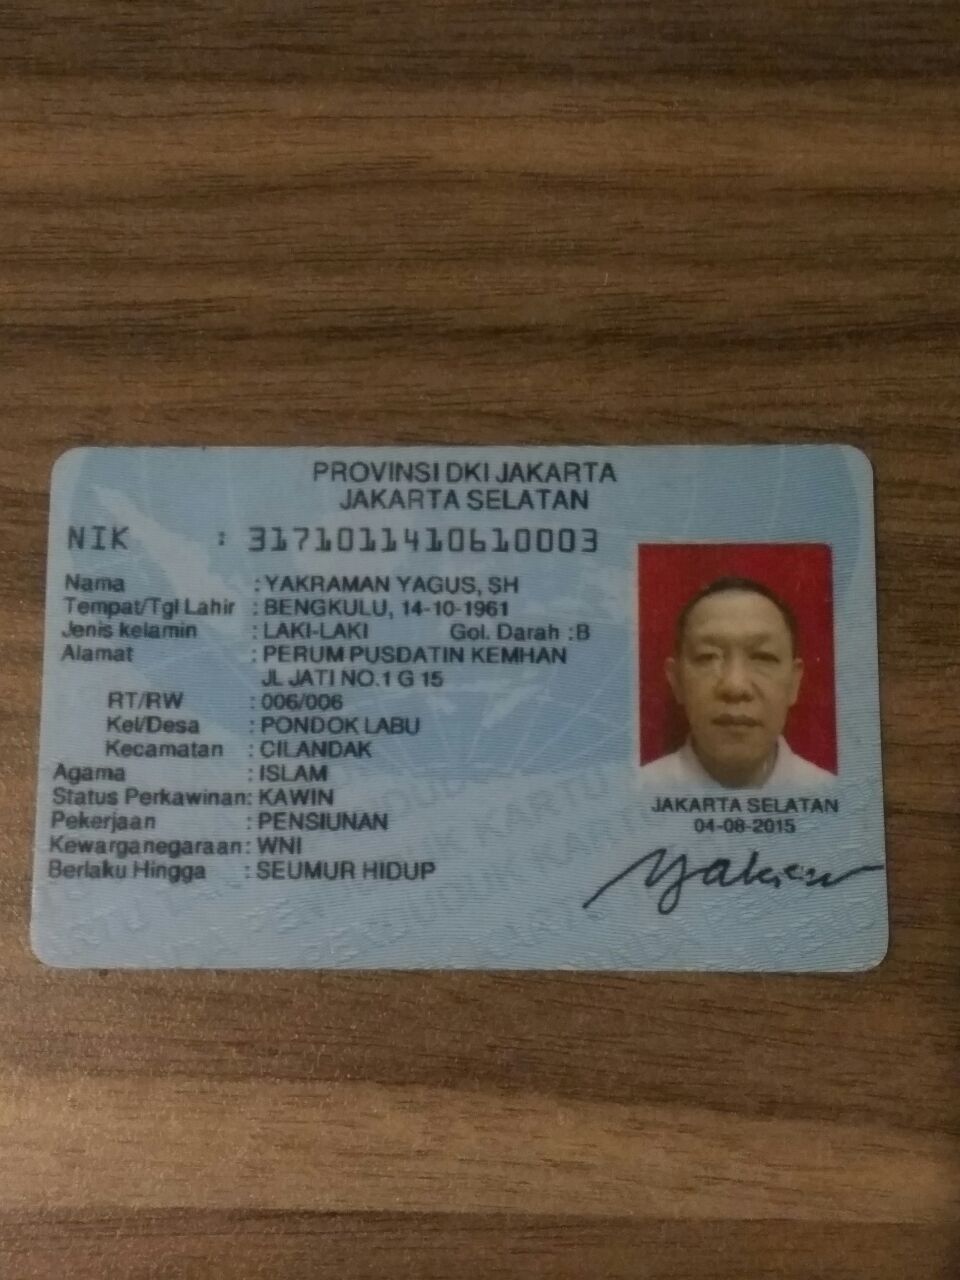 PROVINSI DKI JAKARTA
JAKARTA SELATAN
NIK : 3171011410610003
Nama : YAKRAMAN YAGUS, SH
Tempat/Tgl Lahir : BENGKULU, 14-10-1961
Jenis kelamin : LAKI-LAKI Gol. Darah :B
Alamat : PERUM PUSDATIN KEMHAN
JL JATI NO.1 G 15
RT/RW : 006/006
Kel/Desa : PONDOK LABU
Kecamatan : CILANDAK
Agama : ISLAM
Status Perkawinan: KAWIN
Pekerjaan : PENSIUNAN
Kewarganegaraan: WNI
Berlaku Hingga : SEUMUR HIDUP
JAKARTA SELATAN
04-08-2015